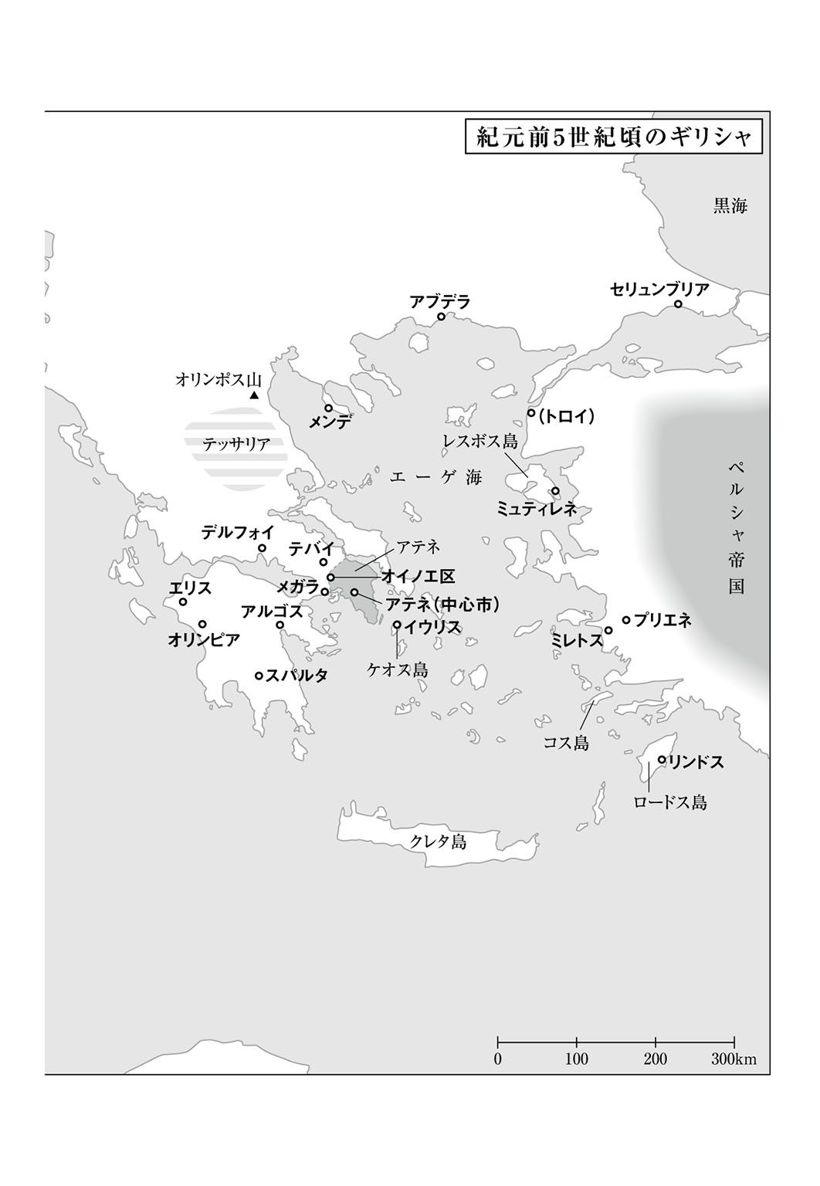 紀元前5世紀頃のギリシャ
黒海
セリュンブリア
アブデラ
オリンポス山
メンデ
(トロイ)
テッサリア
レスボス島
エーゲ海
ペルシャ帝国
ミュティレネ
デルフォイ
テバイ
アテネ
オイノエ区
メガラ
エリス
アルゴス
アテネ(中心市)
オリンピア
イウリス
プリエネ
ミレトス
スパルタ
ケオス島
コス島
リンドス
ロードス島
クレタ島
0 100 200 300km